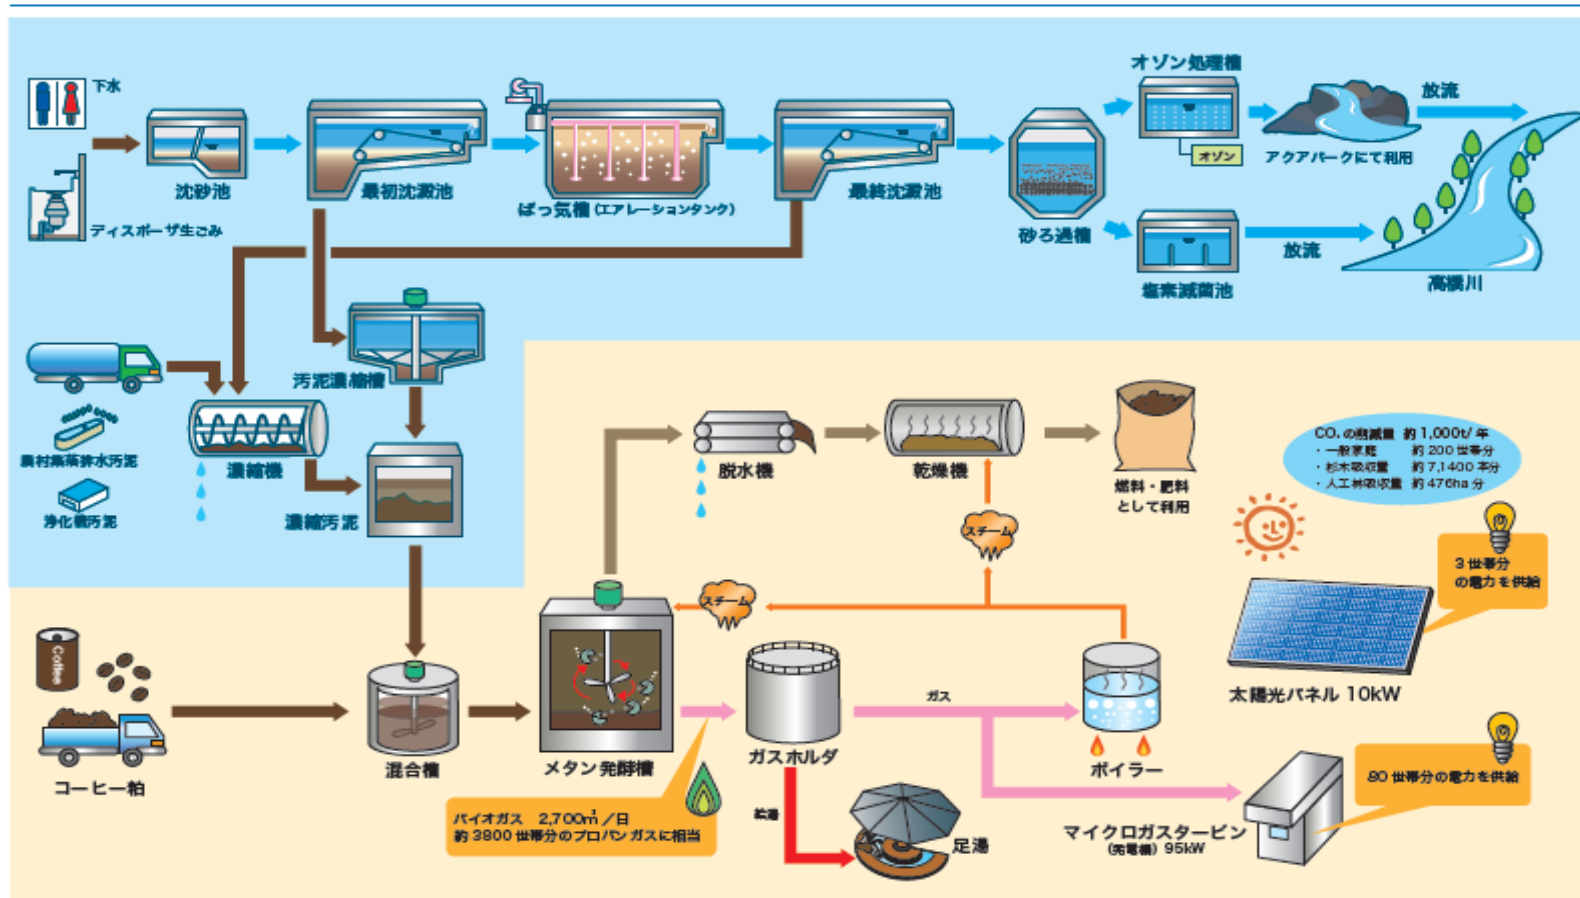 下水
ディスポーザ生ごみ
沈砂池
最初沈澱池
ばっ気槽(エアレーションタンク)
最終沈澱池
砂ろ過槽
オゾン処理槽
オゾン
アクアパークにて利用
放流
塩素滅菌池
放流
高橋川
汚泥濃縮槽
農村集落排水汚泥
浄化槽汚泥
濃縮機
濃縮汚泥
脱水機
乾燥機
燃料・肥料
として利用
CO₂の削減量 約1,000t/年
・一般家庭 約200世帯分
・杉木吸収量 約7,1400本分
・人工林吸収量 約476ha分
スチーム
スチーム
3世帯分
の電力を供給
太陽光パネル 10kW
Coffee
コーヒー粕
混合槽
メタン発酵槽
ガスホルダ
ガス
ボイラー
バイオガス 2,700㎥/日
約3800世帯分のプロパンガスに相当
給湯
足湯
マイクロガスタービン
(発電機) 95kW
80世帯分の電力を供給